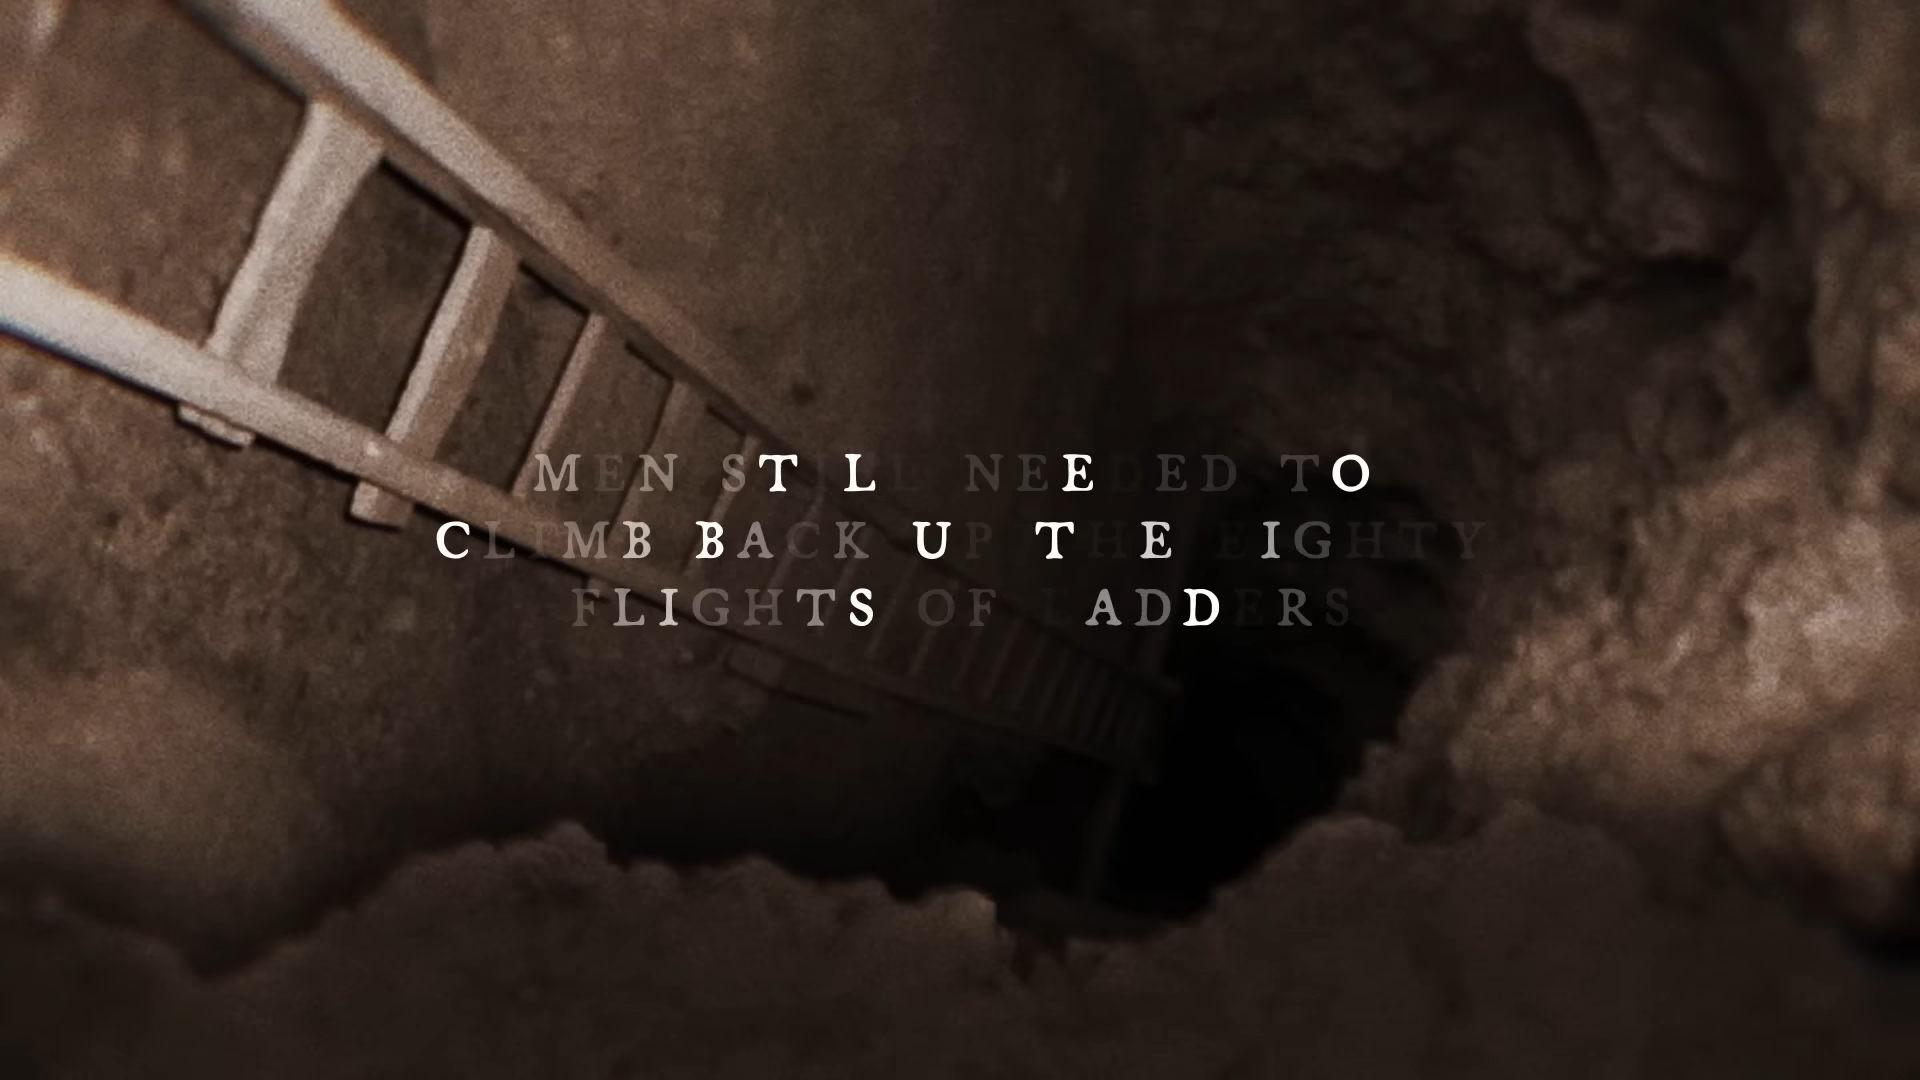 MEN STILL NEEDED TO
CLIMB BACK UP THE EIGHTY
FLIGHTS OF LADDERS